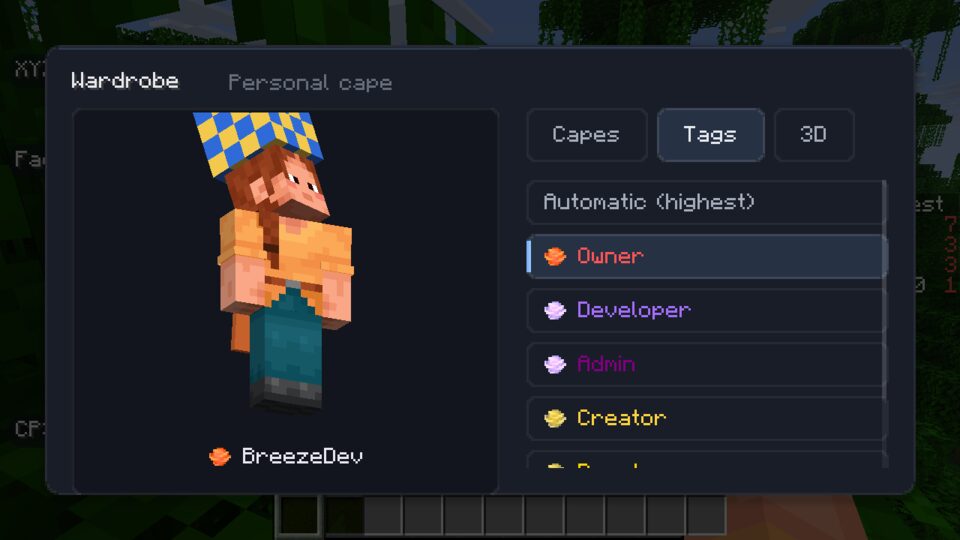 Wardrobe
Personal cape
Capes
Tags
3D
Automatic (highest)
Owner
Developer
Admin
Creator
BreezeDev